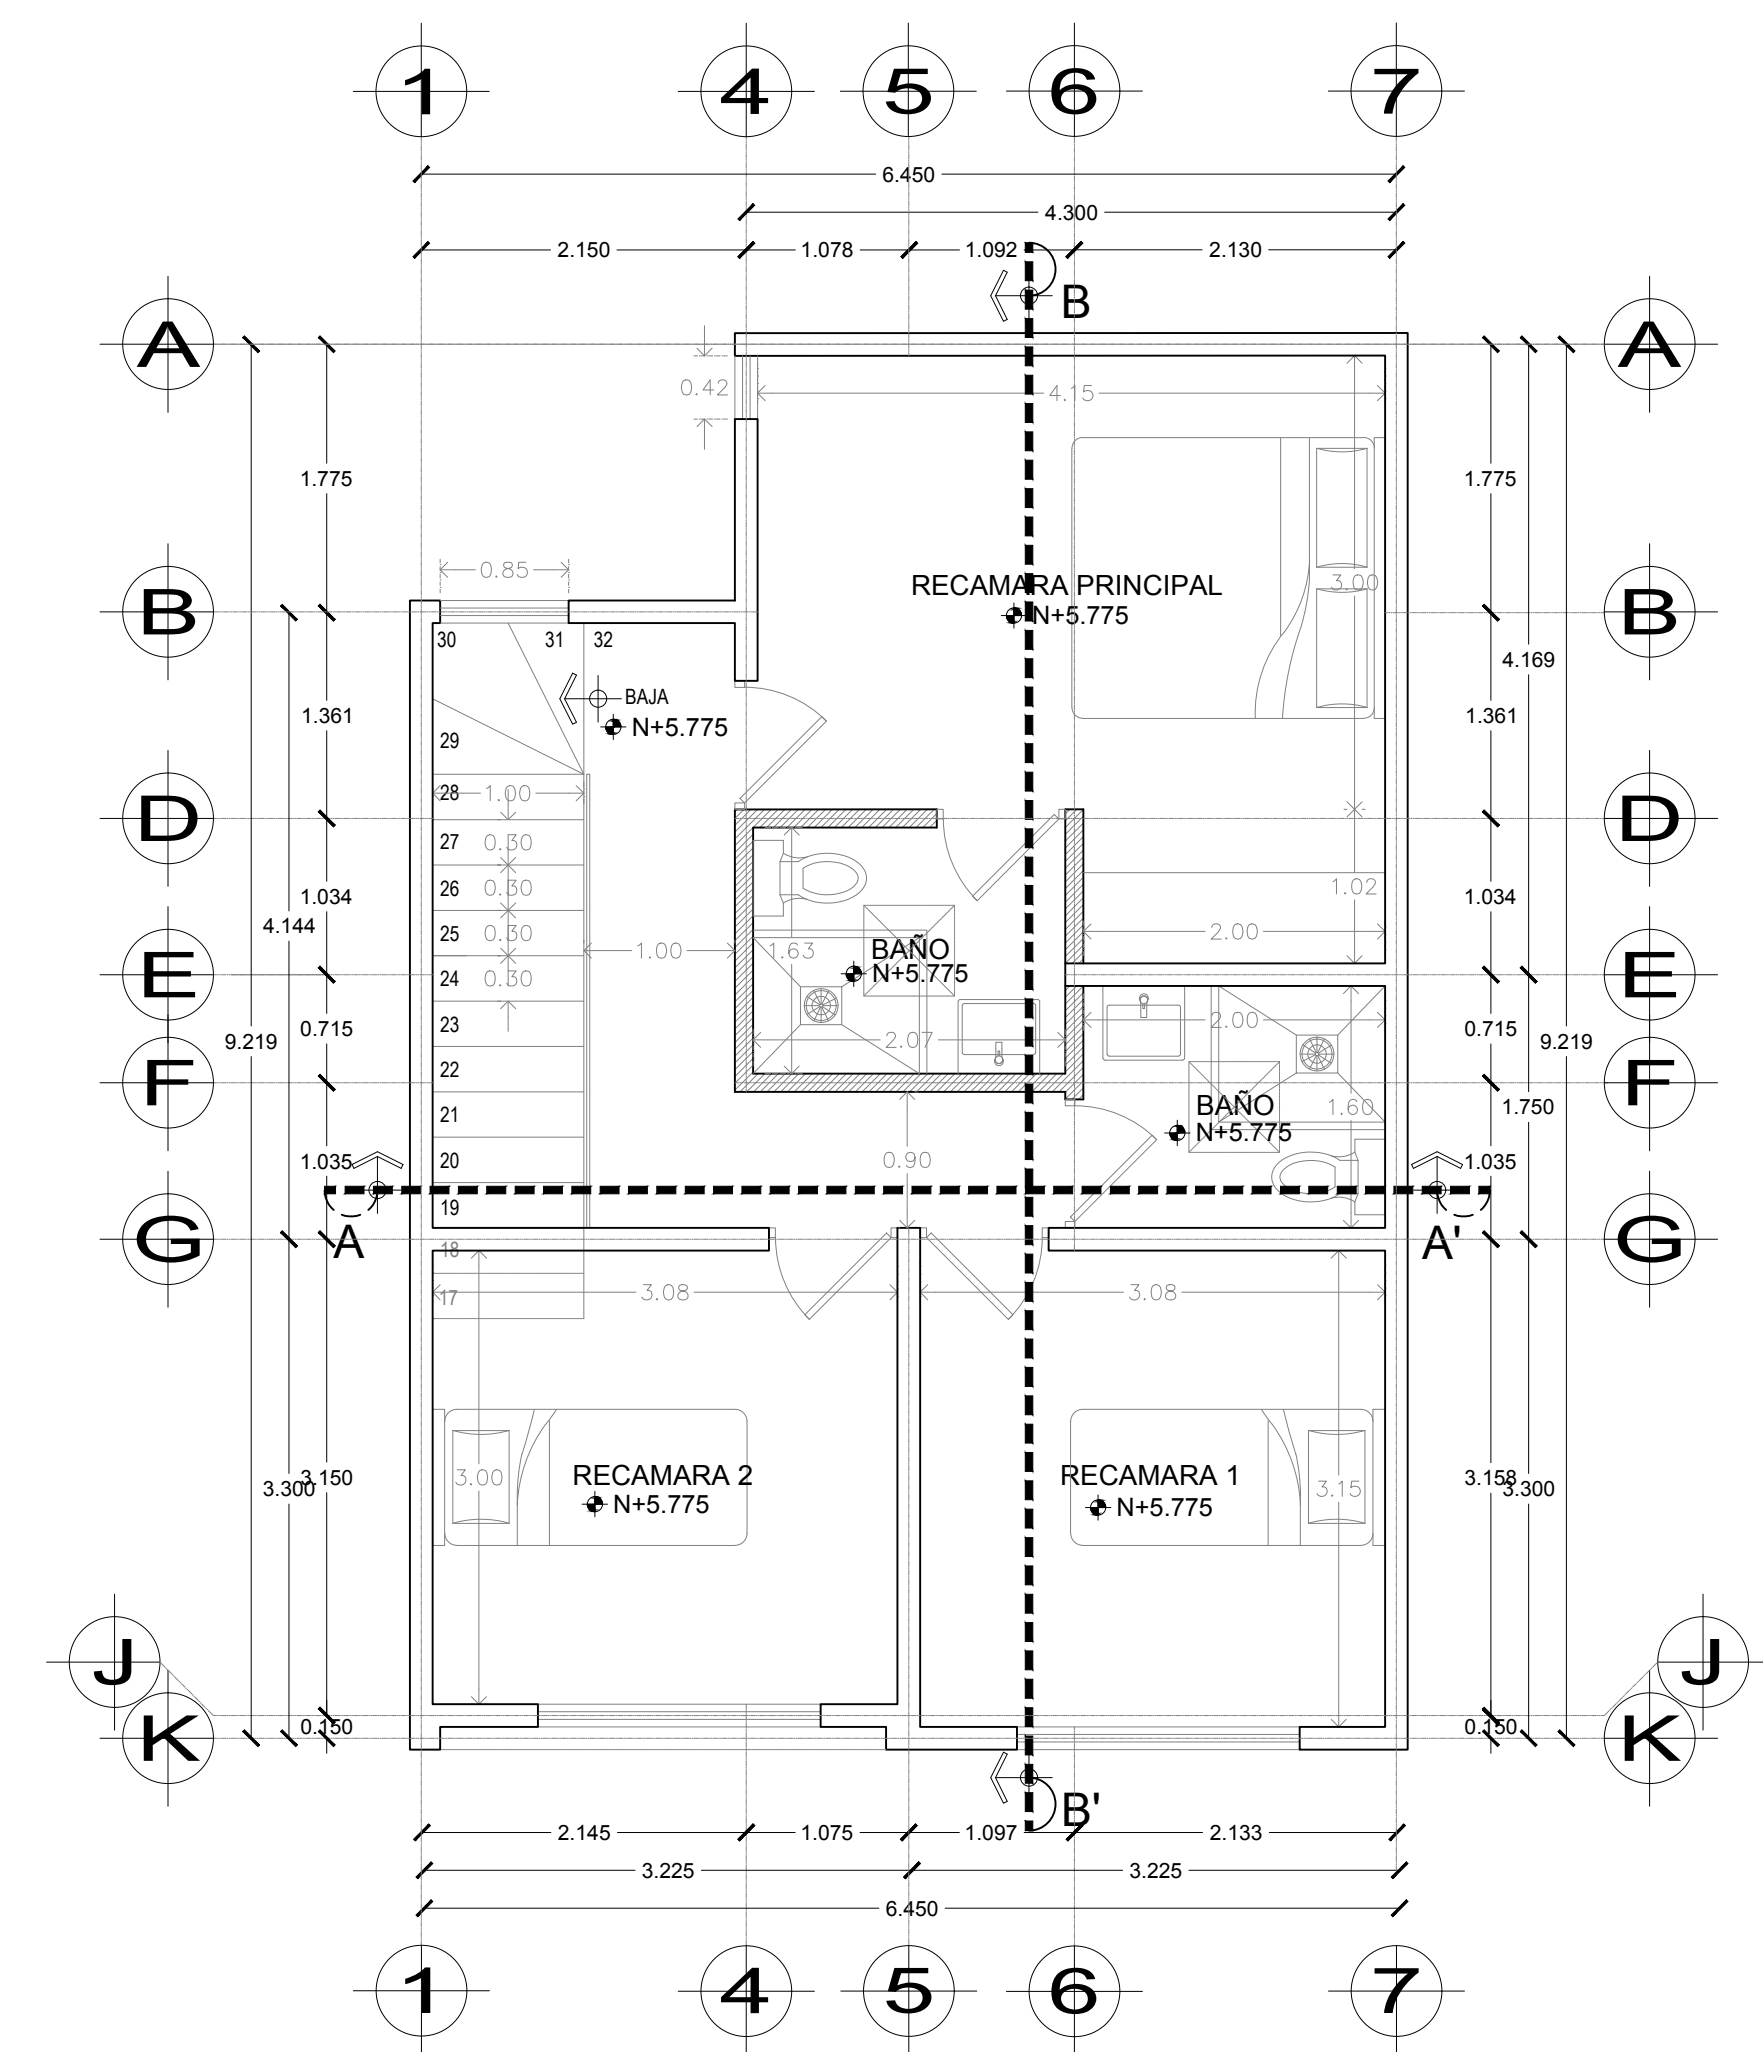 1 4 5 6 7
6.450
4.300
2.150 1.078 1.092 2.130
B
A A
0.42 4.15
1.775 1.775
0.85
RECAMARA PRINCIPAL
3.00
N+5.775
B B
30 31 32
4.169
BAJA
N+5.775
1.361 1.361
29
28 1.00
D D
27 0.30
26 0.30
1.034 1.02 1.034
4.144
25 0.30 1.00 1.63 BAÑO 2.00
N+5.775
E E
24 0.30
23
0.715 2.07 2.00 0.715
9.219 9.219
22
F F
21
BAÑO 1.60 1.750
N+5.775
20 0.90
1.035 1.035
19
A A'
G G
18
17 3.08 3.08
3.00 RECAMARA 2 RECAMARA 1 3.15
N+5.775 N+5.775
3.300 3.150 3.158 3.300
J J
0.150 0.150
K K
B'
2.145 1.075 1.097 2.133
3.225 3.225
6.450
1 4 5 6 7